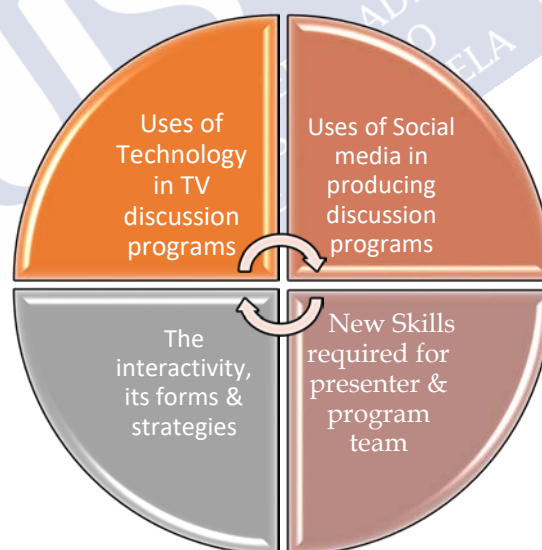 Uses of
Technology
in TV
discussion
programs
Uses of Social
media in
producing
discussion
programs
The
interactivity,
its forms &
strategies
New Skills
required for
presenter &
program
team